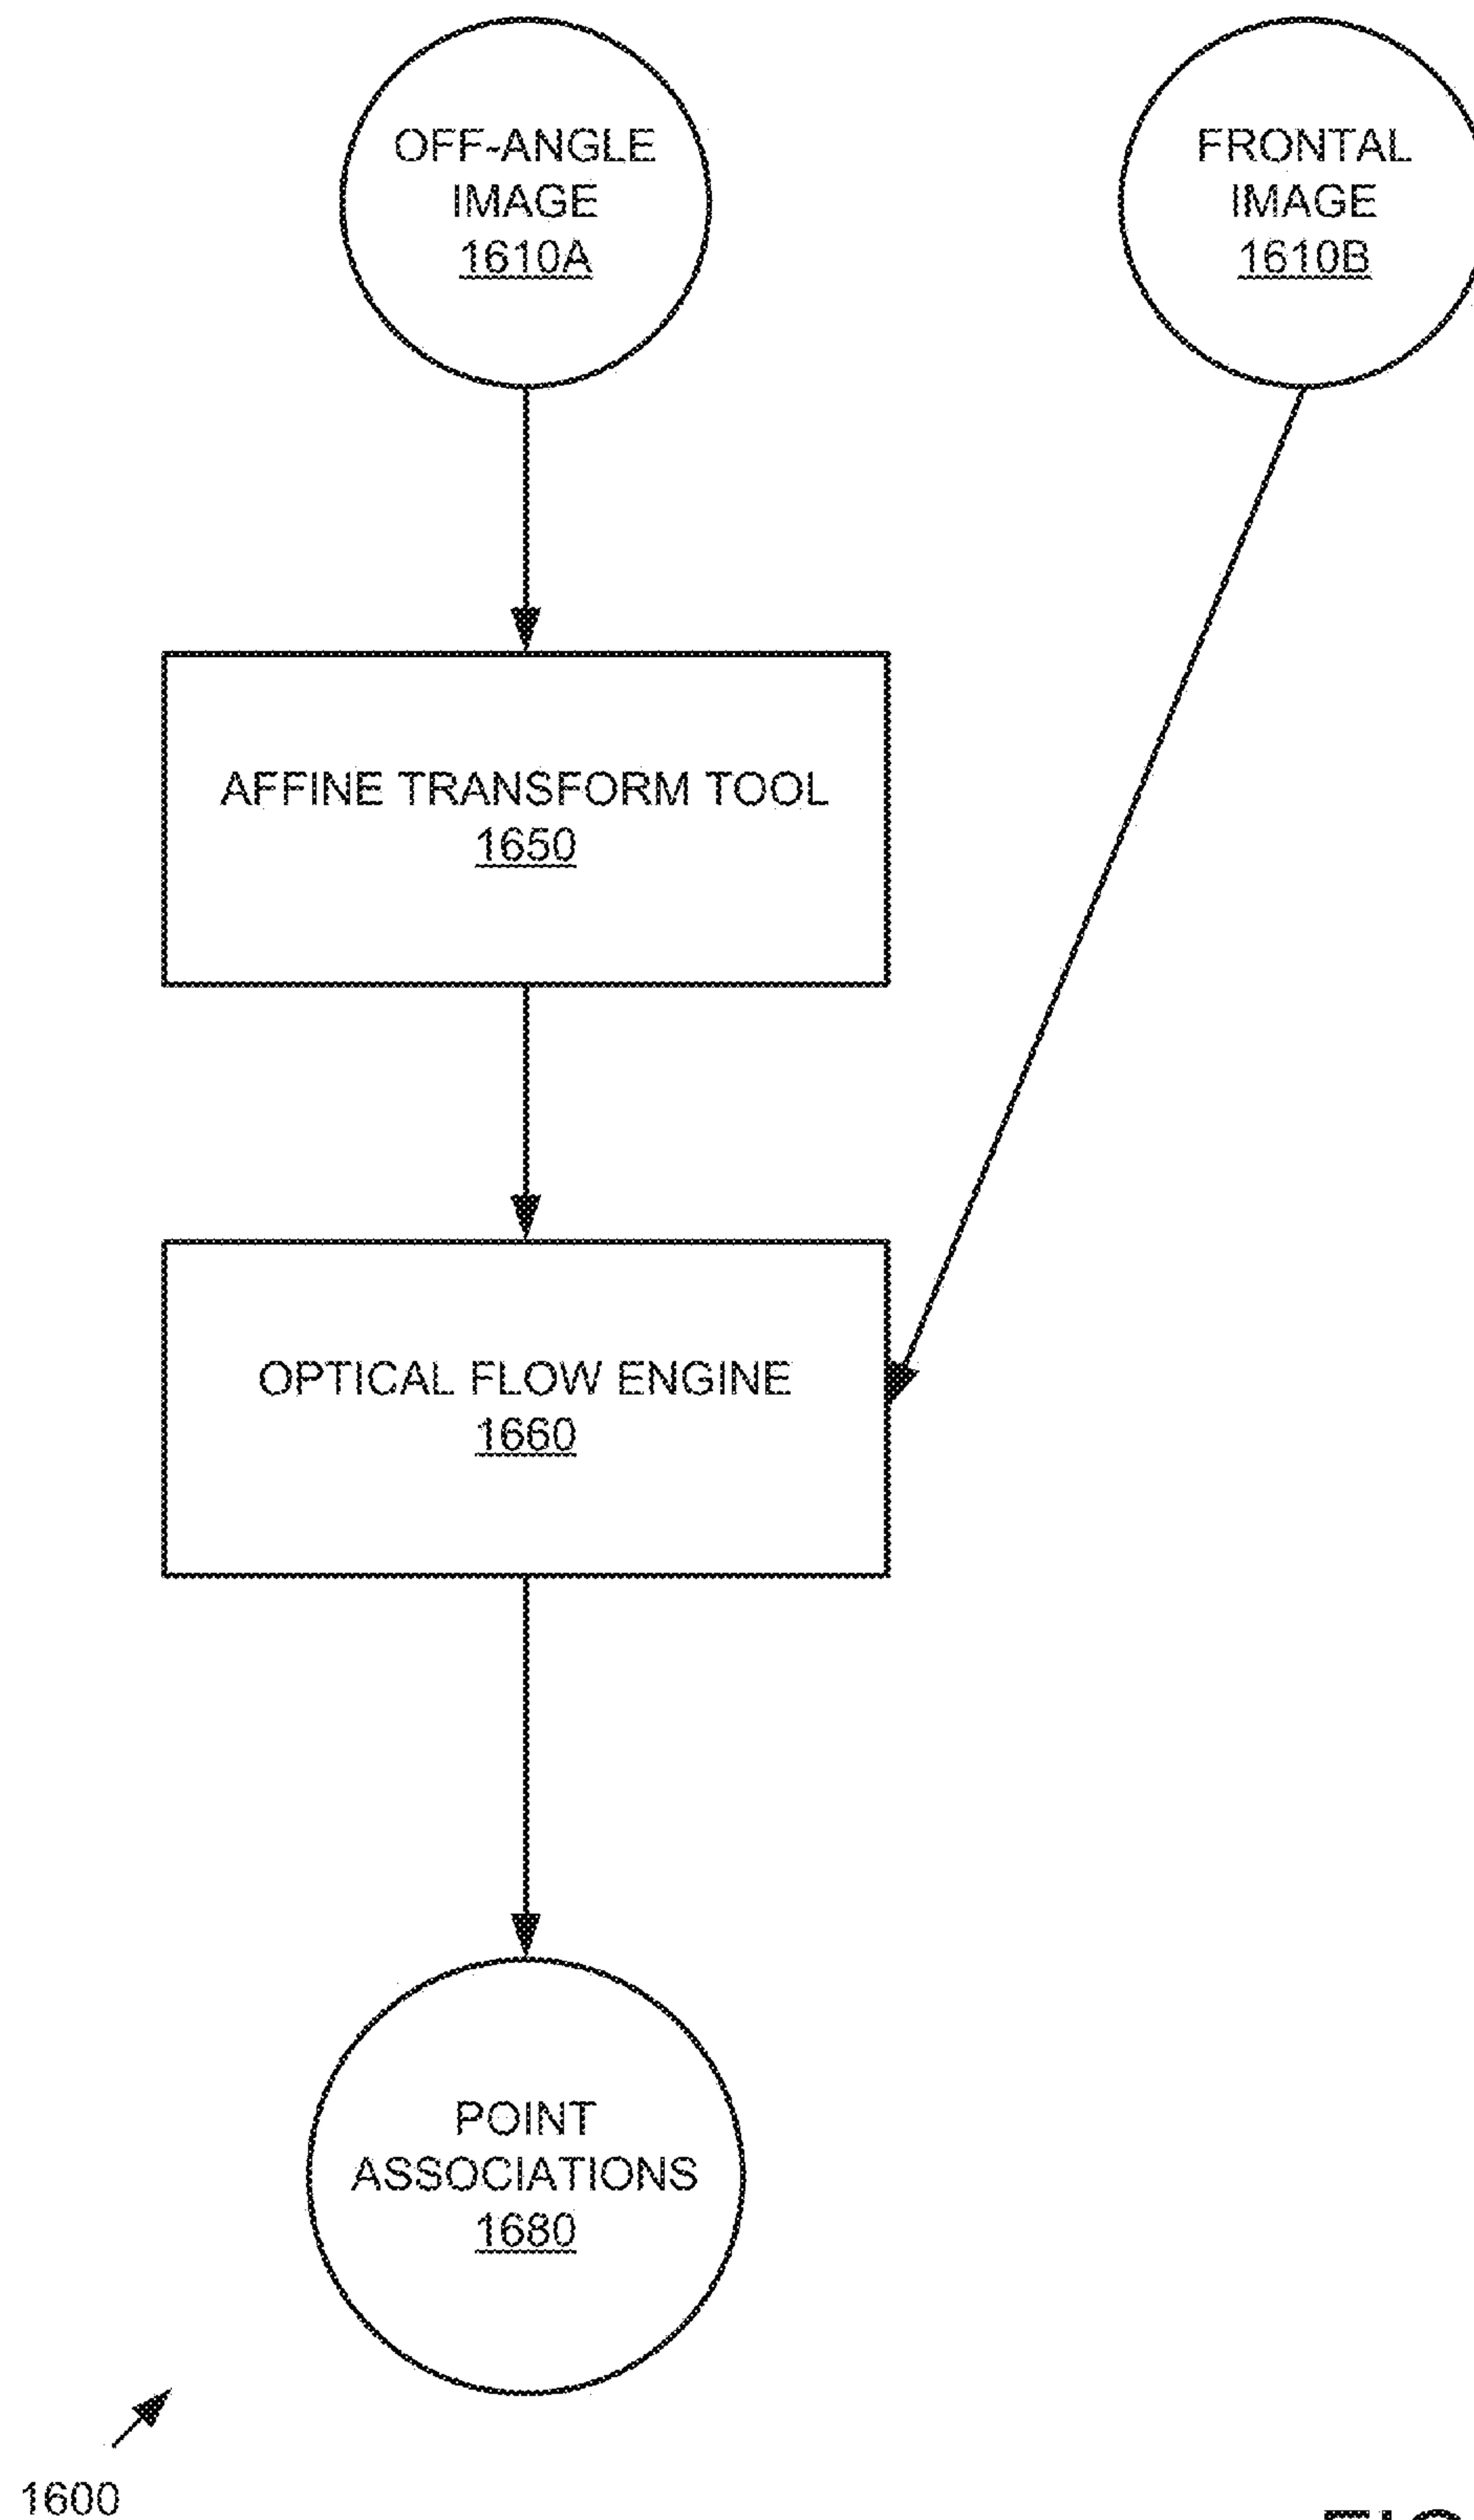 OFF-ANGLE
IMAGE
1610A
FRONTAL
IMAGE
1610B
AFFINE TRANSFORM TOOL
1650
OPTICAL FLOW ENGINE
1660
POINT
ASSOCIATIONS
1680
1600